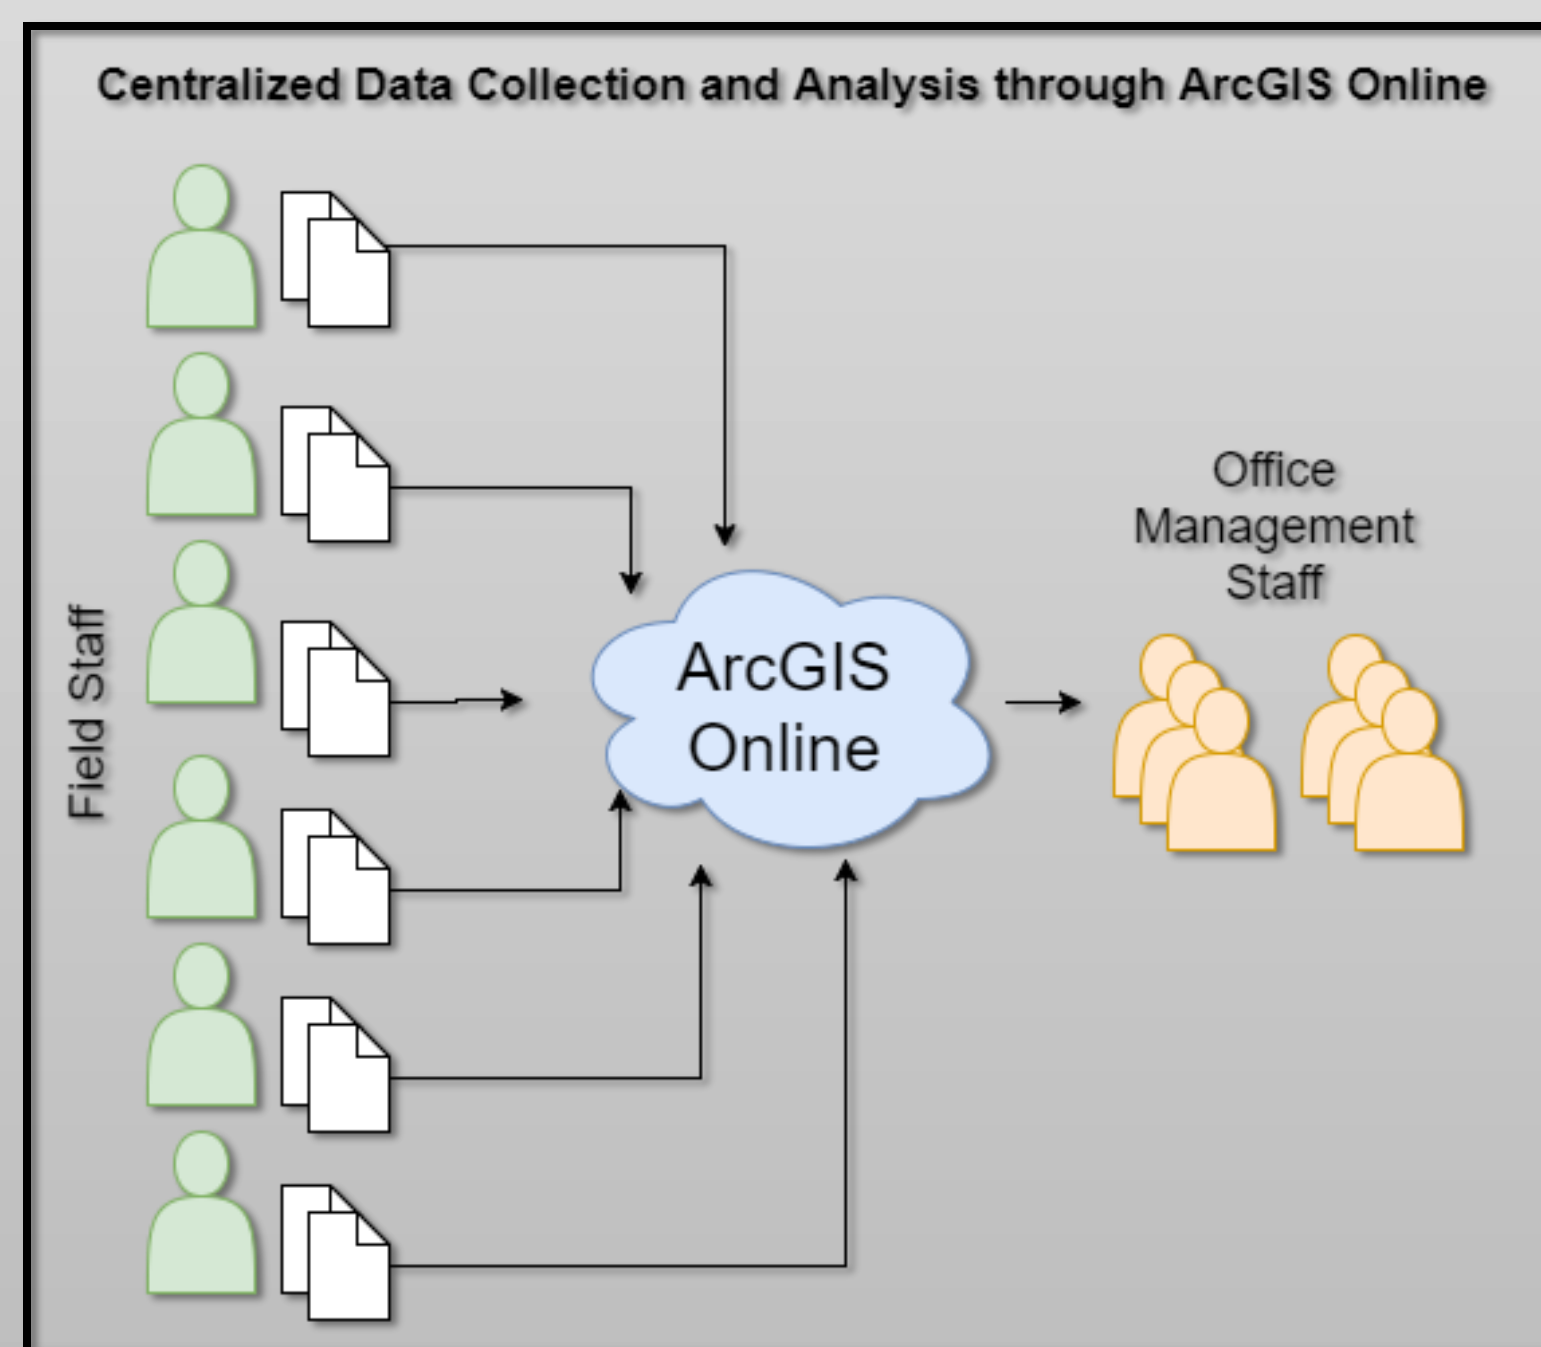 Centralized Data Collection and Analysis through ArcGIS Online
Field Staff
ArcGIS
Online
Office
Management
Staff